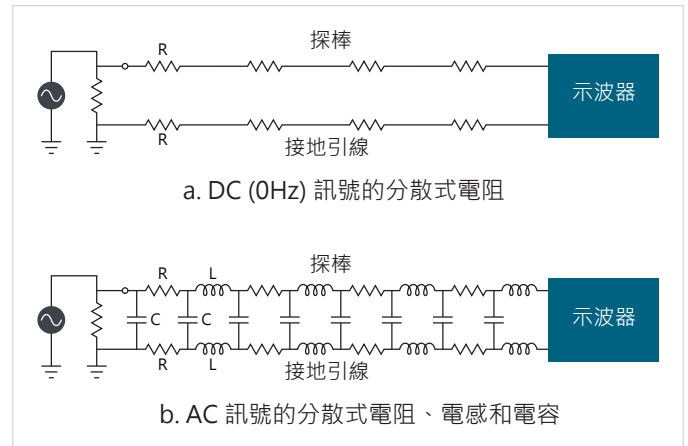 探棒
R
示波器
R
接地引線
a. DC (0Hz) 訊號的分散式電阻
探棒
R L
C C
示波器
R L
接地引線
b. AC 訊號的分散式電阻、電感和電容